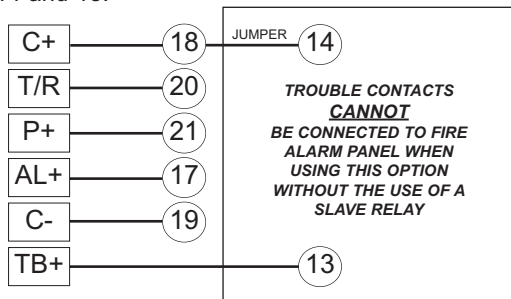 and
C+ 18 JUMPER 14
T/R 20
P+ 21
AL+ 17
C- 19
TB+ 13
TROUBLE CONTACTS
CANNOT
BE CONNECTED TO FIRE
ALARM PANEL WHEN
USING THIS OPTION
WITHOUT THE USE OF A
SLAVE RELAY